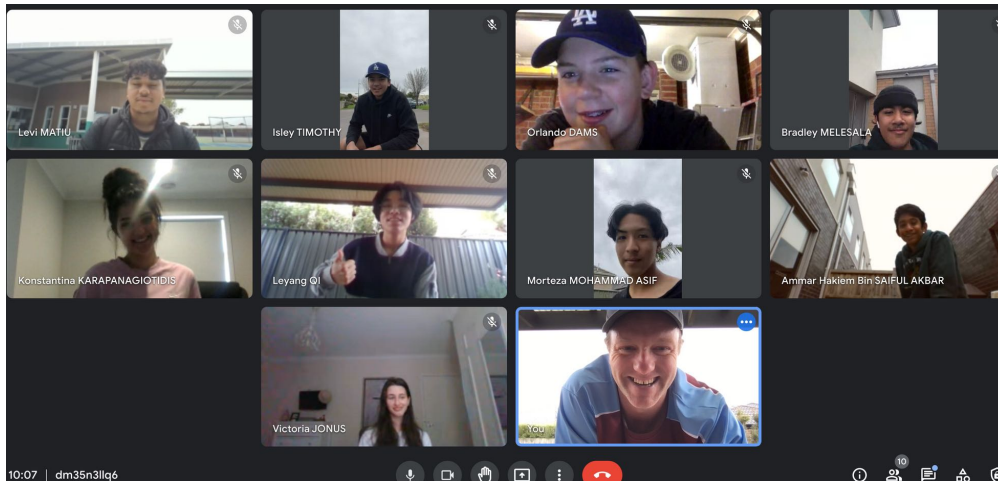 Levi MATIU
Isley TIMOTHY
LA
Orlando DAMS
Bradley MELESALA
Konstantina KARAPANAGIOTIDIS
Leyang QI
Morteza MOHAMMAD ASIF
Ammar Hakiem Bin SAIFUL AKBAR
Victoria JONUS
You
10:07 | dm35n3llq6
10